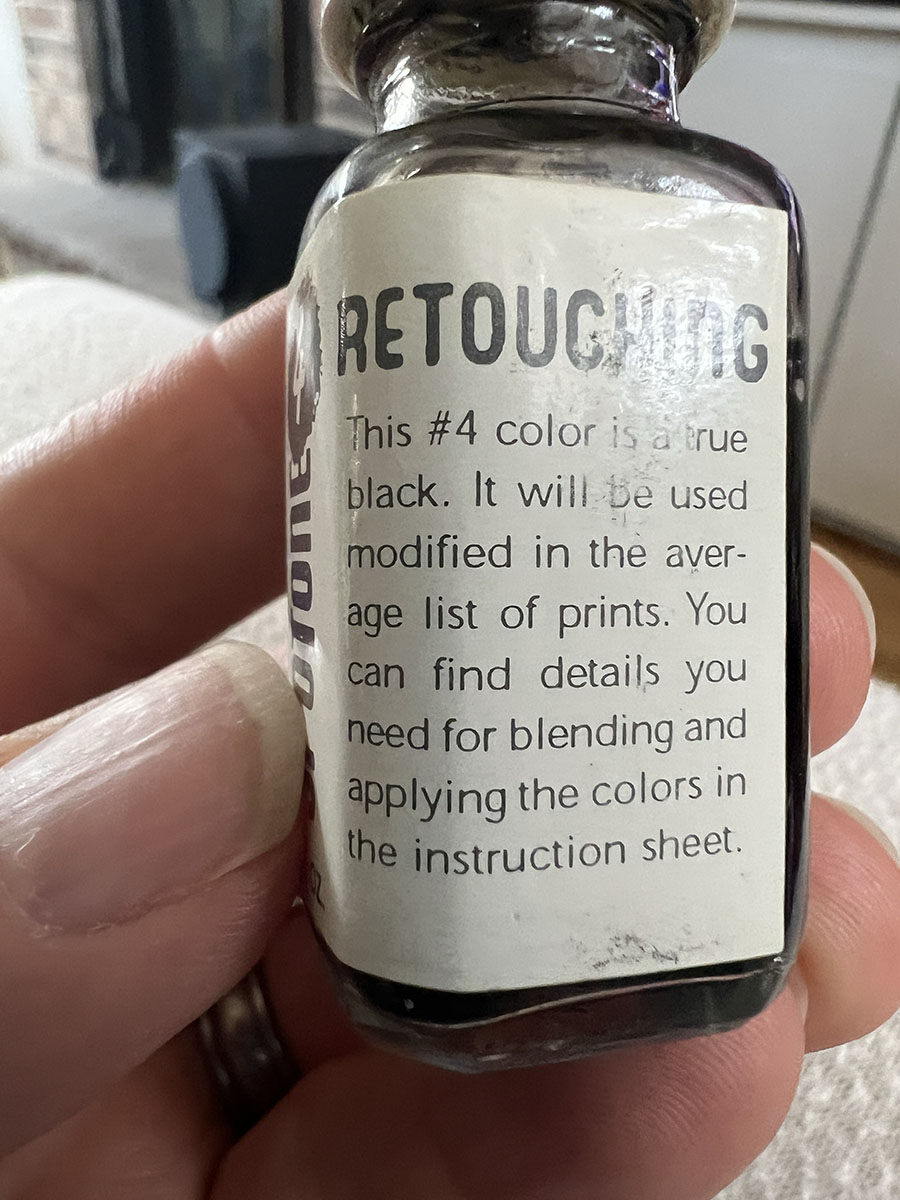 RETOUCHING
This #4 color is a true
black. It will be used
modified in the aver-
age list of prints. You
can find details you
need for blending and
applying the colors in
the instruction sheet.